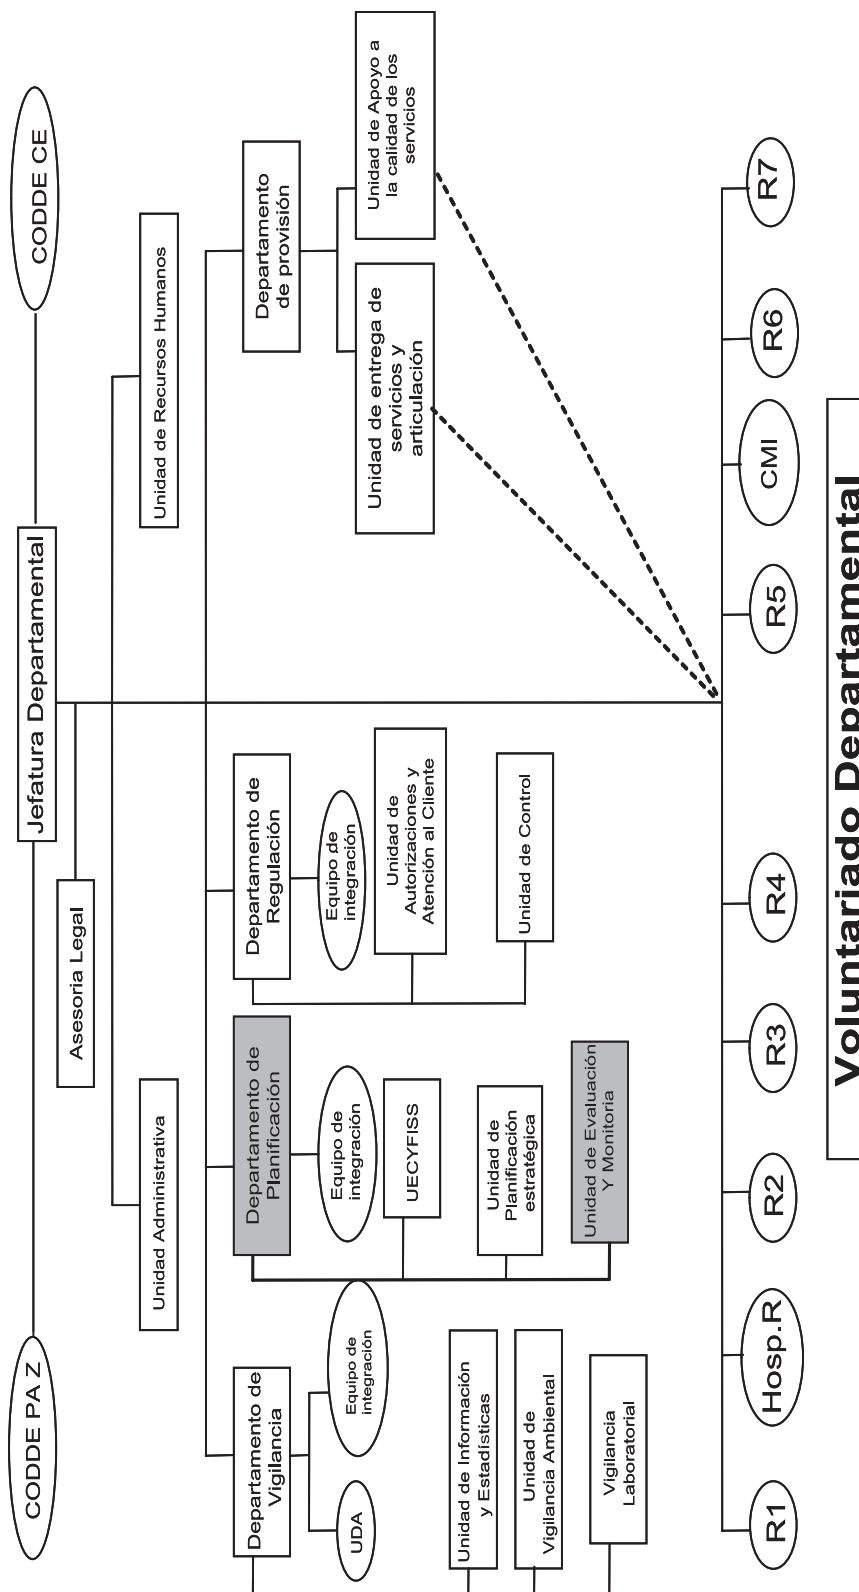 CODDE PA Z
Jefatura Departamental
CODDE CE
Asesoria Legal
Unidad Administrativa
Unidad de Recursos Humanos
Departamento de
Vigilancia
Departamento de
Planificación
Departamento de
Regulación
Departamento
de provisión
UDA
Equipo de
integración
Unidad de Información
y Estadísticas
Unidad de
Vigilancia Ambiental
Vigilancia
Laboratorial
Equipo de
integración
UECYFISS
Unidad de
Planificación
estratégica
Unidad de Evaluación
Y Monitoria
Equipo de
integración
Unidad de
Autorizaciones y
Atención al Cliente
Unidad de Control
Unidad de entrega de
servicios y
articulación
Unidad de Apoyo a
la calidad de los
servicios
R1
Hosp.R
R2
R3
R4
R5
CMI
R6
R7
Voluntariado Departamental